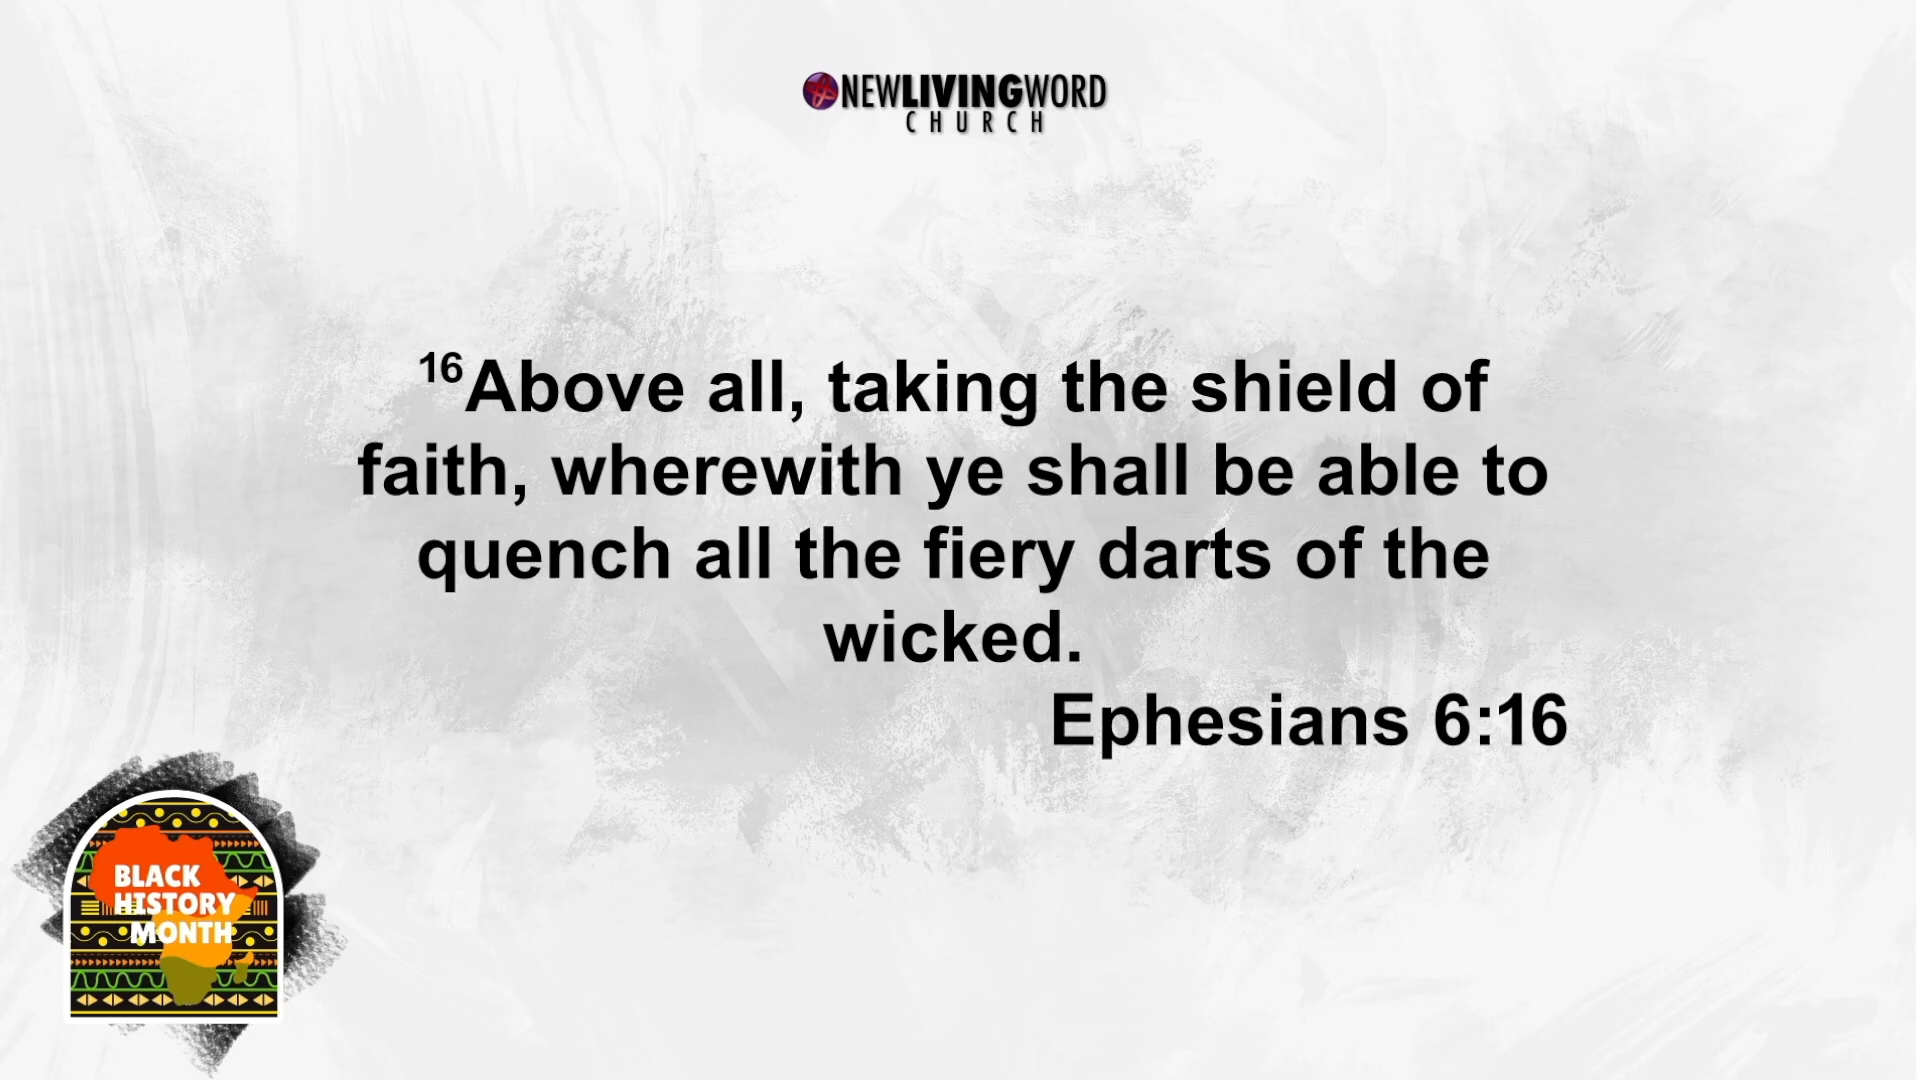 NEWLIVINGWORD
CHURCH
16Above all, taking the shield of
faith, wherewith ye shall be able to
quench all the fiery darts of the
wicked.
Ephesians 6:16
BLACK
HISTORY
MONTH